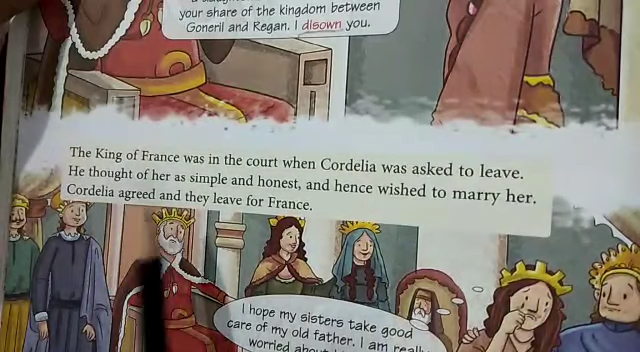 your share of the kingdom between
Goneril and Regan. I disown you.
The King of France was in the court when Cordelia was asked to leave.
He thought of her as simple and honest, and hence wished to marry her.
Cordelia agreed and they leave for France.
I hope my sisters take good
care of my old father. I am really
worried about